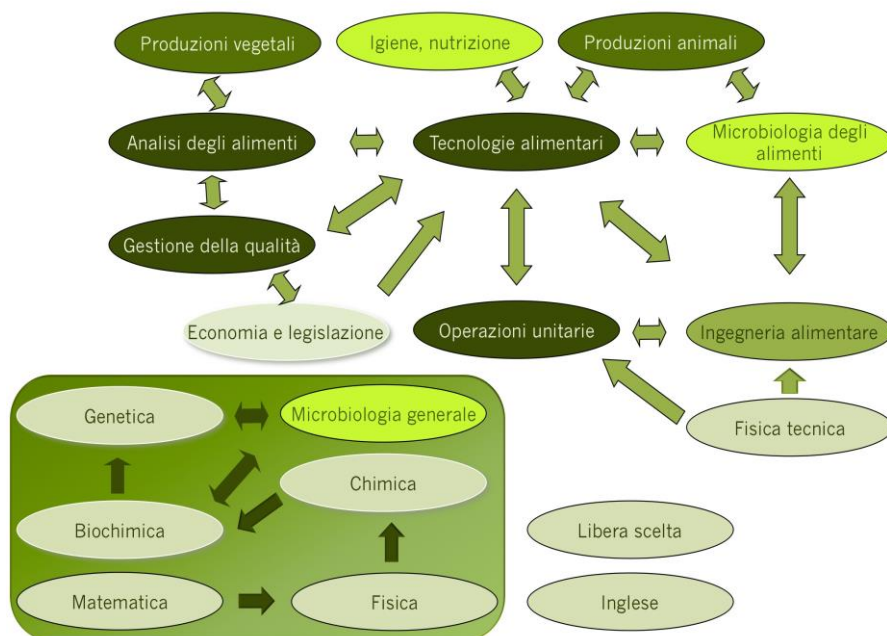 Produzioni vegetali
Igiene, nutrizione
Produzioni animali
Analisi degli alimenti
Tecnologie alimentari
Microbiologia degli
alimenti
Gestione della qualità
Economia e legislazione
Operazioni unitarie
Ingegneria alimentare
Genetica
Microbiologia generale
Fisica tecnica
Chimica
Biochimica
Libera scelta
Matematica
Fisica
Inglese